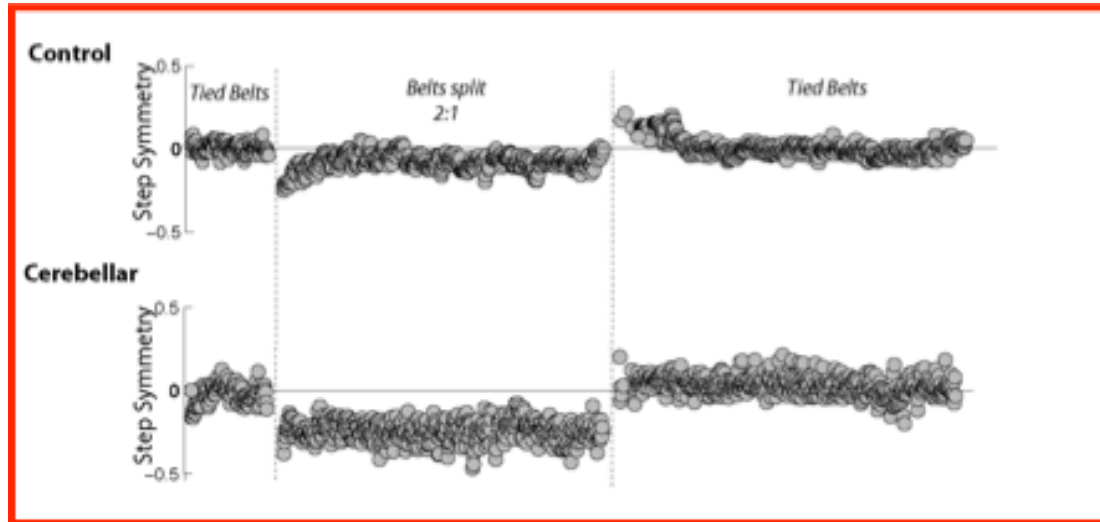 Control
Step Symmetry
0.5
0
−0.5
Tied Belts
Belts split
2:1
Tied Belts
Cerebellar
Step Symmetry
0.5
0
−0.5